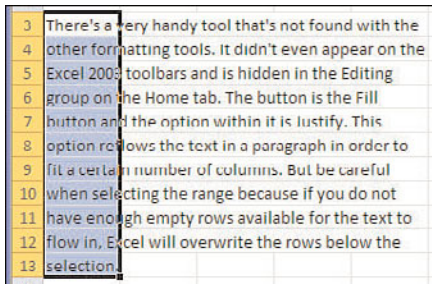 3 There's a very handy tool that's not found with the
4 other formatting tools. It didn't even appear on the
5 Excel 2003 toolbars and is hidden in the Editing
6 group on the Home tab. The button is the Fill
7 button and the option within it is Justify. This
8 option reflows the text in a paragraph in order to
9 fit a certain number of columns. But be careful
10 when selecting the range because if you do not
11 have enough empty rows available for the text to
12 flow in, Excel will overwrite the rows below the
13 selection.